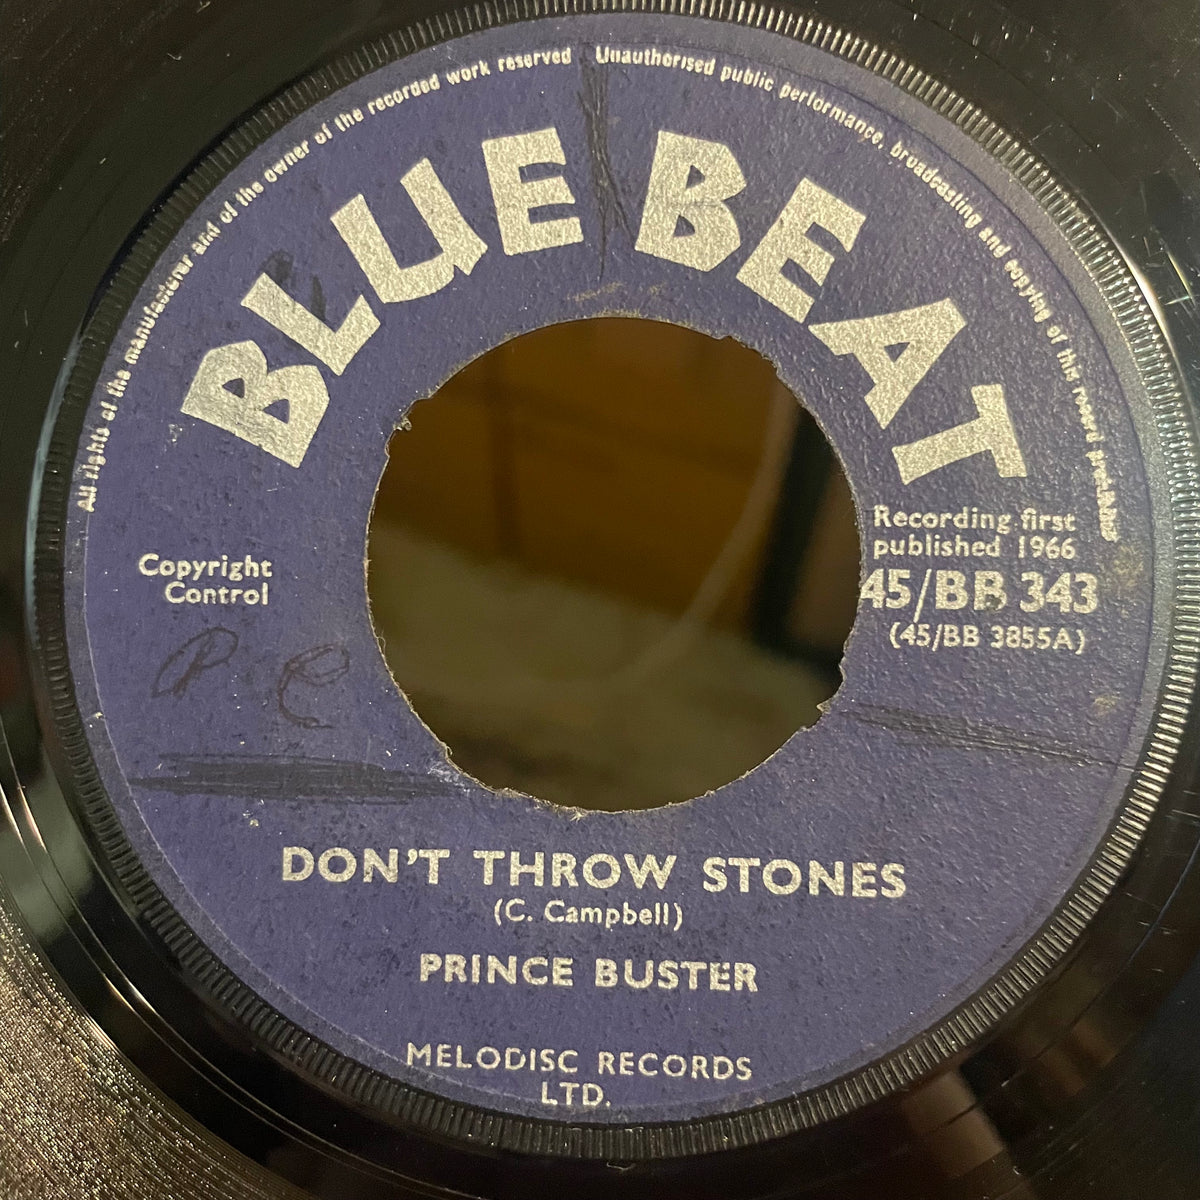 All rights of the manufacturer and of the owner of the recorded work reserved
Unauthorised public performance, broadcasting and copying of this record prohibited
BLUE BEAT
Recording first
published 1966
45/BB 343
(45/BB 3855A)
Copyright
Control
DON'T THROW STONES
(C. Campbell)
PRINCE BUSTER
MELODISC RECORDS
LTD.